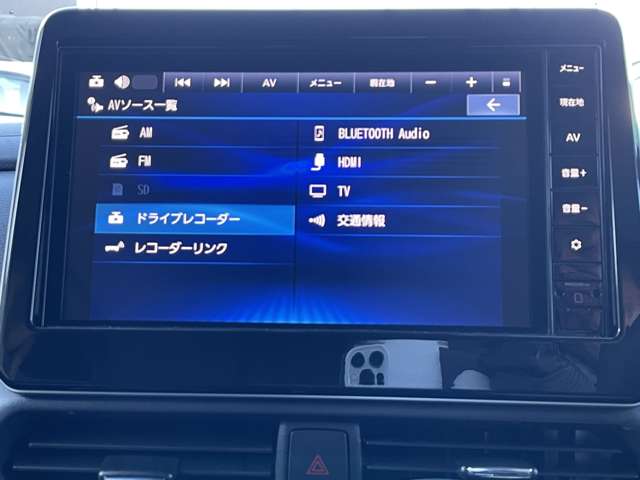 AV メニュー 現在地 − +
AVソース一覧
AM
FM
SD
ドライブレコーダー
レコーダーリンク
BLUETOOTH Audio
HDMI
TV
交通情報
メニュー
現在地
AV
音量+
音量−